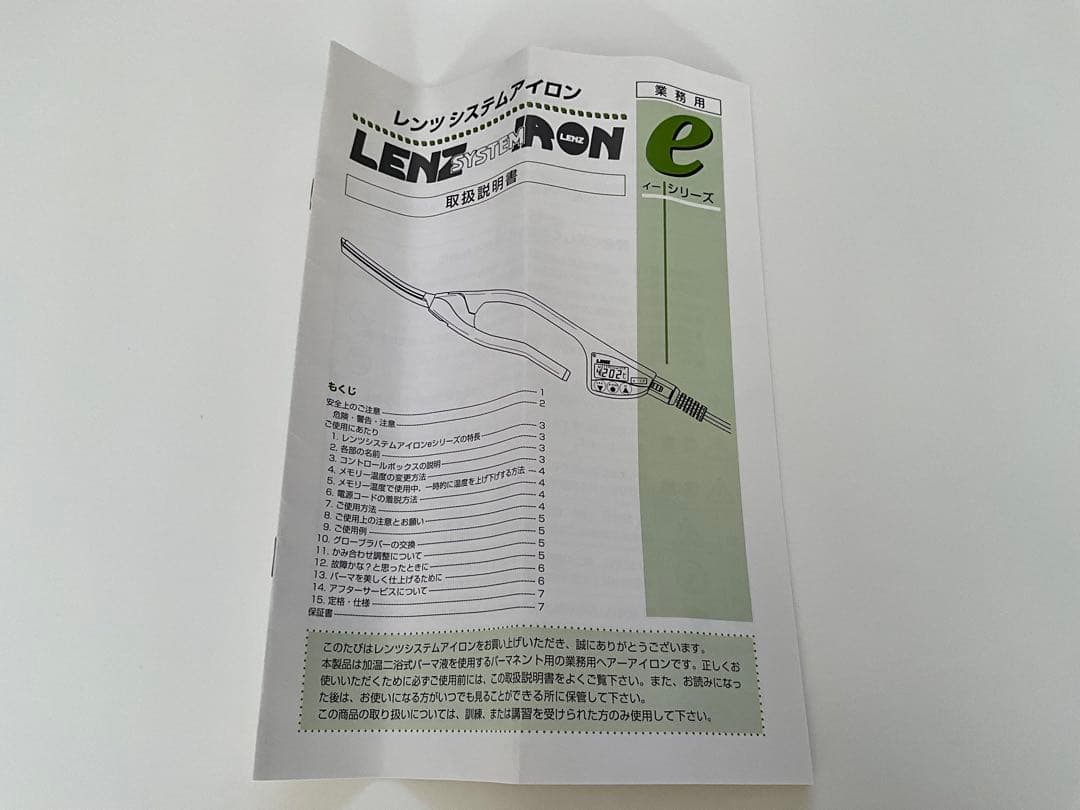 レンツシステムアイロン
LENZ SYSTEM IRON
LENZ
取扱説明書
業務用
e
イーシリーズ
LENZ
4202℃
もくじ
安全上のご注意 1
危険・警告・注意 2
ご使用にあたり 3
1. レンツシステムアイロンeシリーズの特長 3
2. 各部の名前 3
3. コントロールボックスの説明 3
4. メモリー温度の変更方法 4
5. メモリー温度で使用中、一時的に温度を上げ下げする方法 4
6. 電源コードの着脱方法 4
7. ご使用方法 4
8. ご使用上の注意とお願い 5
9. ご使用例 5
10. グローブラバーの交換 5
11. かみ合わせ調整について 5
12. 故障かな?と思ったときに 6
13. パーマを美しく仕上げるために 6
14. アフターサービスについて 7
15. 定格・仕様 7
保証書
このたびはレンツシステムアイロンをお買い上げいただき、誠にありがとうございます。
本製品は加温二浴式パーマ液を使用するパーマネント用の業務用ヘアーアイロンです。正しくお
使いいただくために必ずご使用前には、この取扱説明書をよくご覧下さい。また、お読みになっ
た後は、お使いになる方がいつでも見ることができる所に保管して下さい。
この商品の取り扱いについては、訓練、または講習を受けられた方のみ使用して下さい。